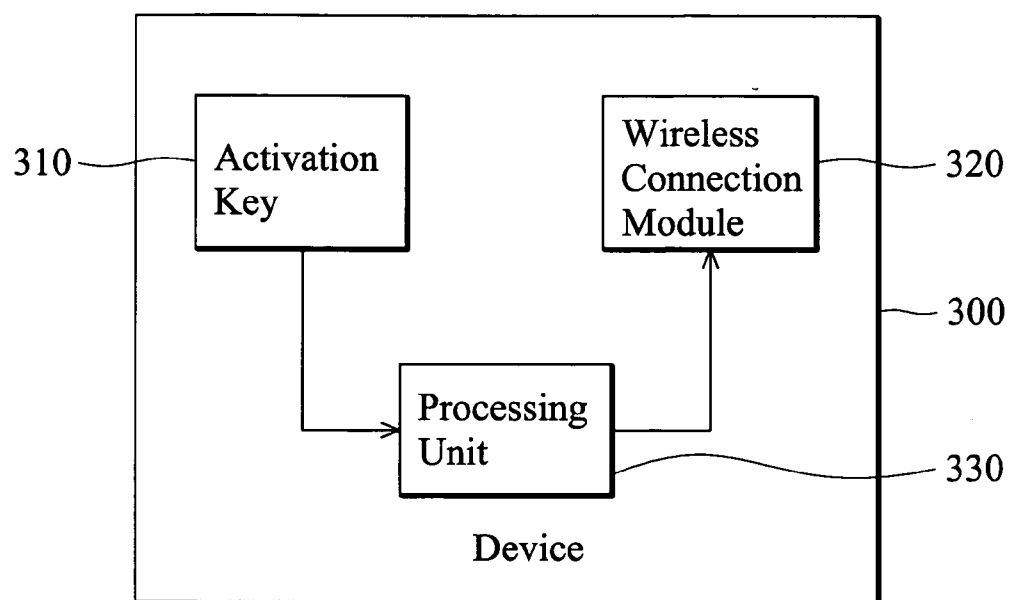 310
Activation
Key
Wireless
Connection
Module
320
300
Processing
Unit
330
Device